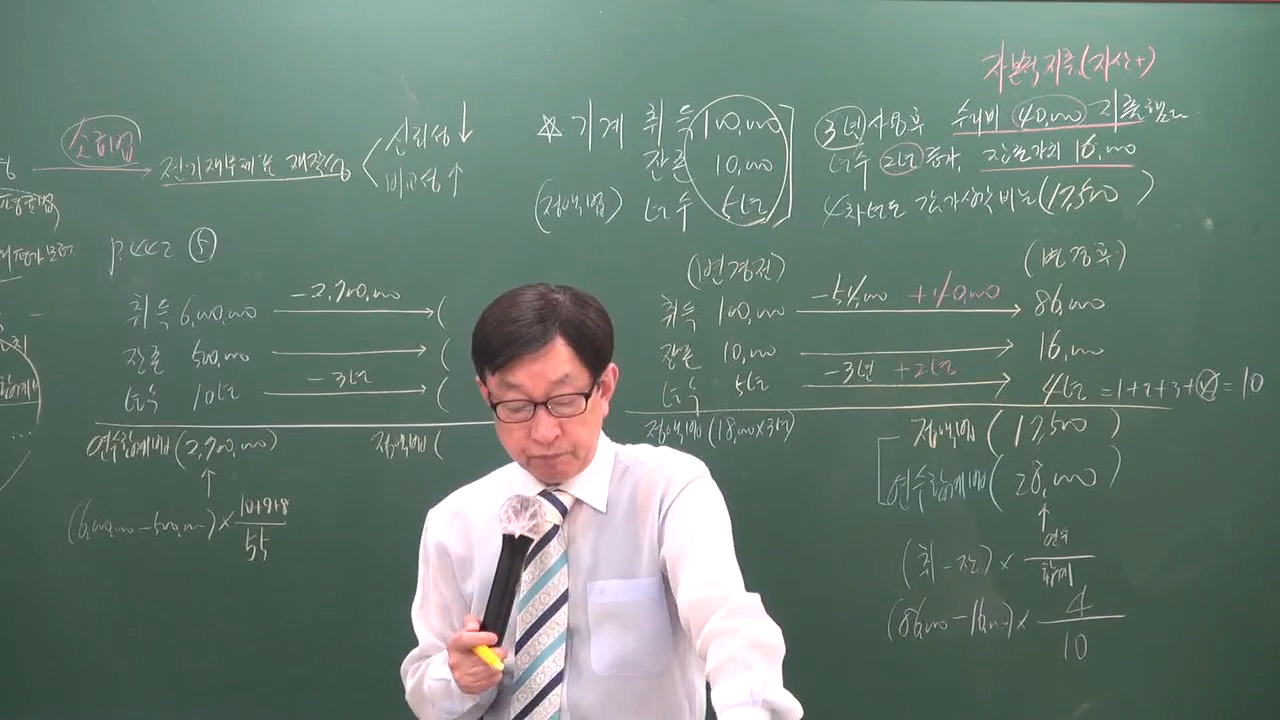 자본적지출(자산+)
소급법
전기재무제표 재작성
신뢰성 ↓
비교성 ↑
☆ 기계 취득 100,000
잔존 10,000
(정액법) 년수 5년
3년 사용후 수리비 40,000 지출했고
년수 2년 증가, 잔존가치 16,000
4차년도 감가상각비는(17,500 )
P.442 ⑤
취득 6,000,000 -2,700,000 → (
잔존 500,000 → (
년수 10년 -3년 → (
연수합계법(2,700,000) 정액법(
(6,000,000-500,000)× 10+9+8
55
(변경전) (변경후)
취득 100,000 -54,000 +40,000 → 86,000
잔존 10,000 → 16,000
년수 5년 -3년 +2년 → 4년 =1+2+3+④=10
정액법(18,000×3년) 정액법( 17,500 )
연수합계법( 28,000 )
(취-잔)× 연수
합계
(86,000-16,000)× 4
10